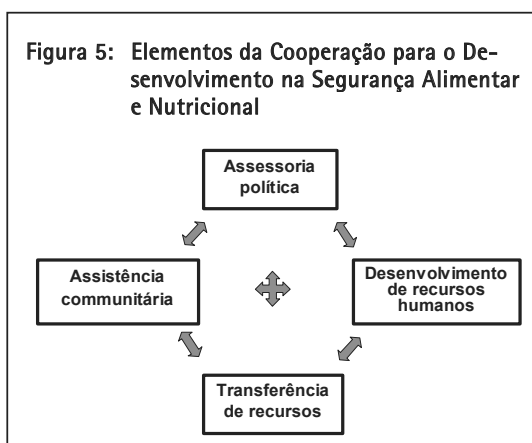 Figura 5: Elementos da Cooperação para o De-
senvolvimento na Segurança Alimentar
e Nutricional
Assessoria
política
Assistência
communitária
Desenvolvimento
de recursos
humanos
Transferência
de recursos